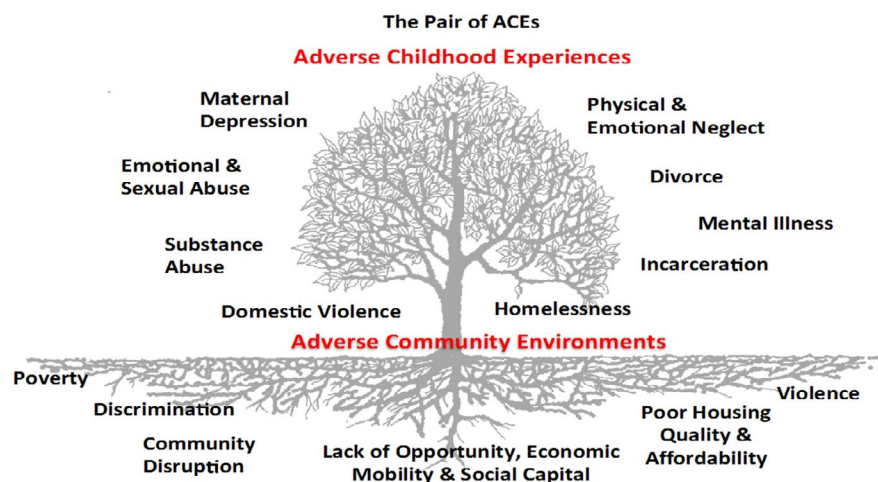 The Pair of ACEs
Adverse Childhood Experiences
Maternal
Depression
Physical &
Emotional Neglect
Emotional &
Sexual Abuse
Divorce
Mental Illness
Substance
Abuse
Incarceration
Domestic Violence
Homelessness
Adverse Community Environments
Poverty
Violence
Discrimination
Poor Housing
Quality &
Affordability
Community
Disruption
Lack of Opportunity, Economic
Mobility & Social Capital